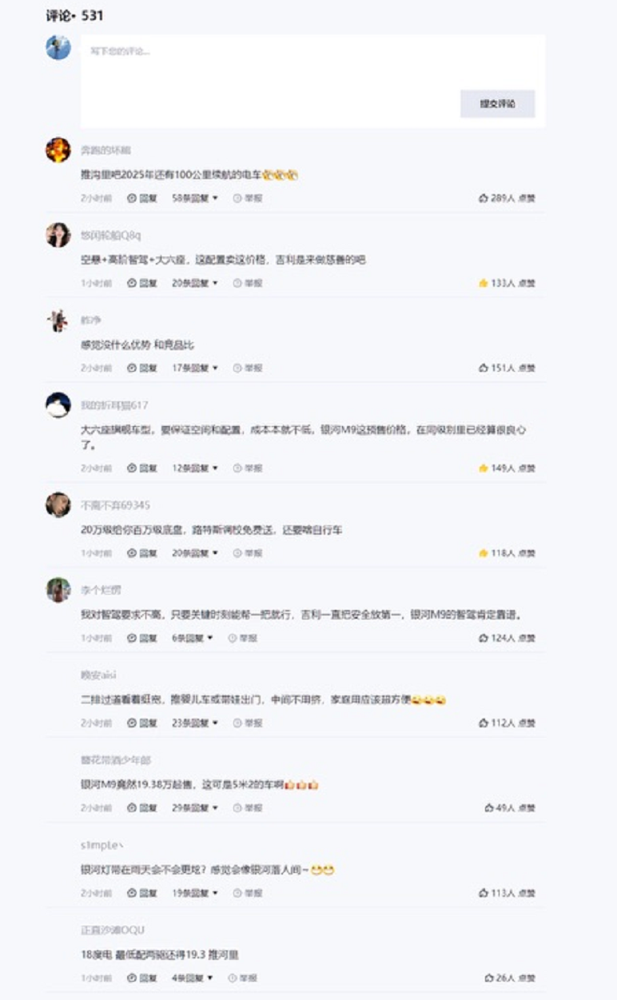 评论• 531
写下您的评论...
提交评论
奔跑的坏熊
推沟里吧2025年还有100公里续航的电车
2小时前 回复 58条回复 举报 289人 点赞
悠闲轮船Q8q
空悬+高阶智驾+大六座，这配置卖这价格，吉利是来做慈善的吧
1小时前 回复 20条回复 举报 133人 点赞
感觉没什么优势 和竞品比
2小时前 回复 17条回复 举报 151人 点赞
我的折耳猫617
大六座旗舰车型，要保证空间和配置，成本本就不低，银河M9这预售价格，在同级别里已经算很良心
了。
2小时前 回复 12条回复 举报 149人 点赞
不离不弃69345
20万级给你百万级底盘，路特斯调校免费送，还要啥自行车
1小时前 回复 20条回复 举报 118人 点赞
李个烂
我对智驾要求不高，只要关键时刻能帮一把就行，吉利一直把安全放第一，银河M9的智驾肯定靠谱。
1小时前 回复 6条回复 举报 124人 点赞
晚安aisi
二排过道看着挺宽，推婴儿车或带娃出门，中间不用挤，家庭用应该超方便
2小时前 回复 23条回复 举报 112人 点赞
簪花带酒少年郎
银河M9竟然19.38万起售，这可是5米2的车啊
2小时前 回复 29条回复 举报 49人 点赞
s1mple丶
银河灯带在雨天会不会更炫？感觉会像银河落人间~
2小时前 回复 19条回复 举报 113人 点赞
正直沙滩OQU
18度电 最低配两驱还得19.3 推河里
1小时前 回复 4条回复 举报 26人 点赞